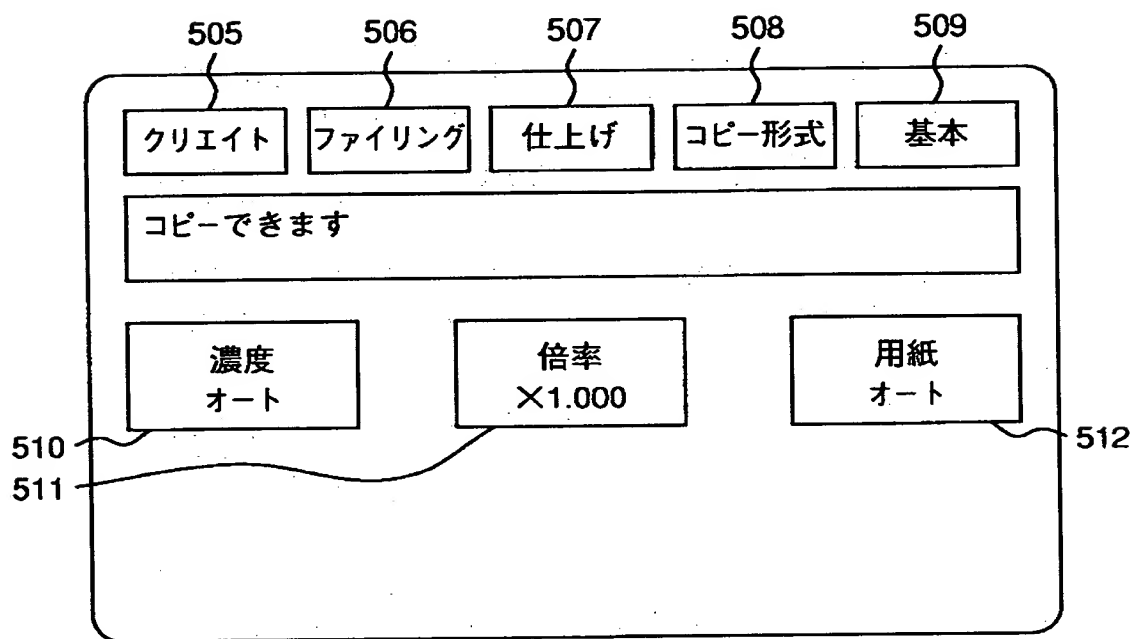 505 506 507 508 509
クリエイト ファイリング 仕上げ コピー形式 基本
コピーできます
濃度 倍率 用紙
オート ×1.000 オート
510 512
511